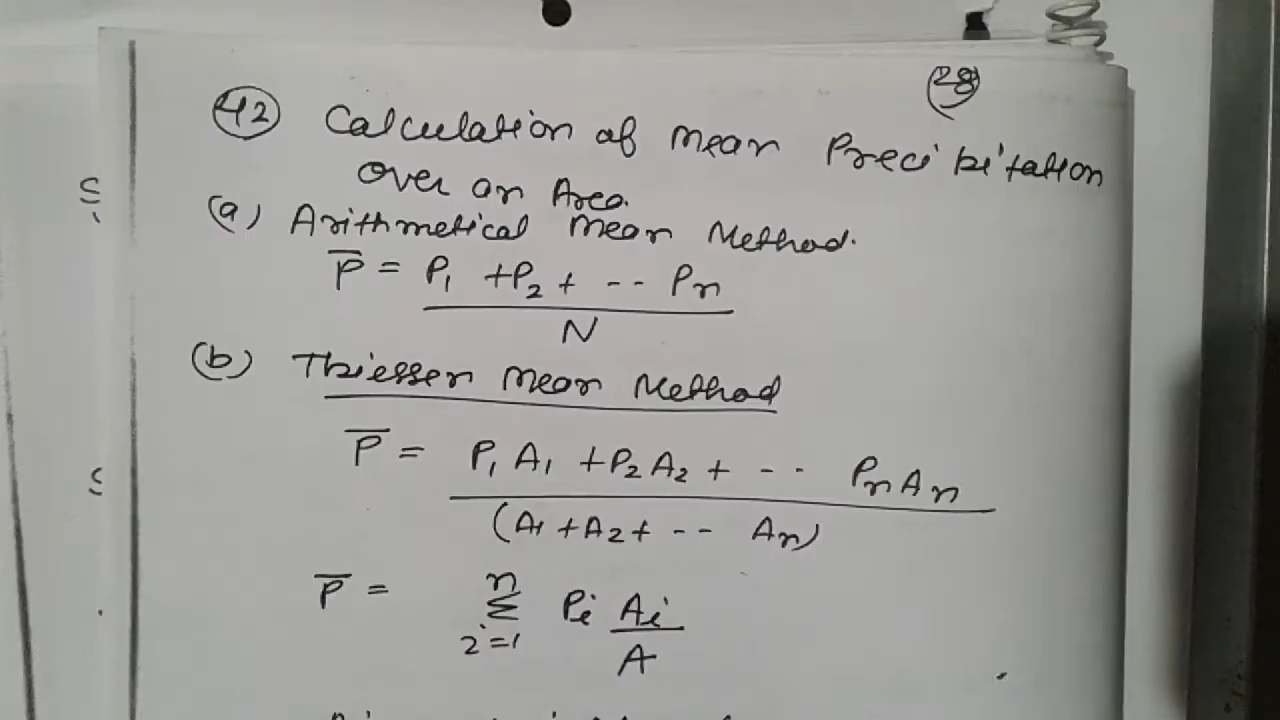 28
42 Calculation of Mean Precipitation
over an Area.
(a) Arithmetical Mean Method.
P̅ = P₁ + P₂ + -- Pn
N
(b) Thiessen Mean Method
P̅ = P₁ A₁ + P₂ A₂ + -- Pn An
(A₁ + A₂ + -- An)
P̅ = n Σ i=1 Pi Ai
A